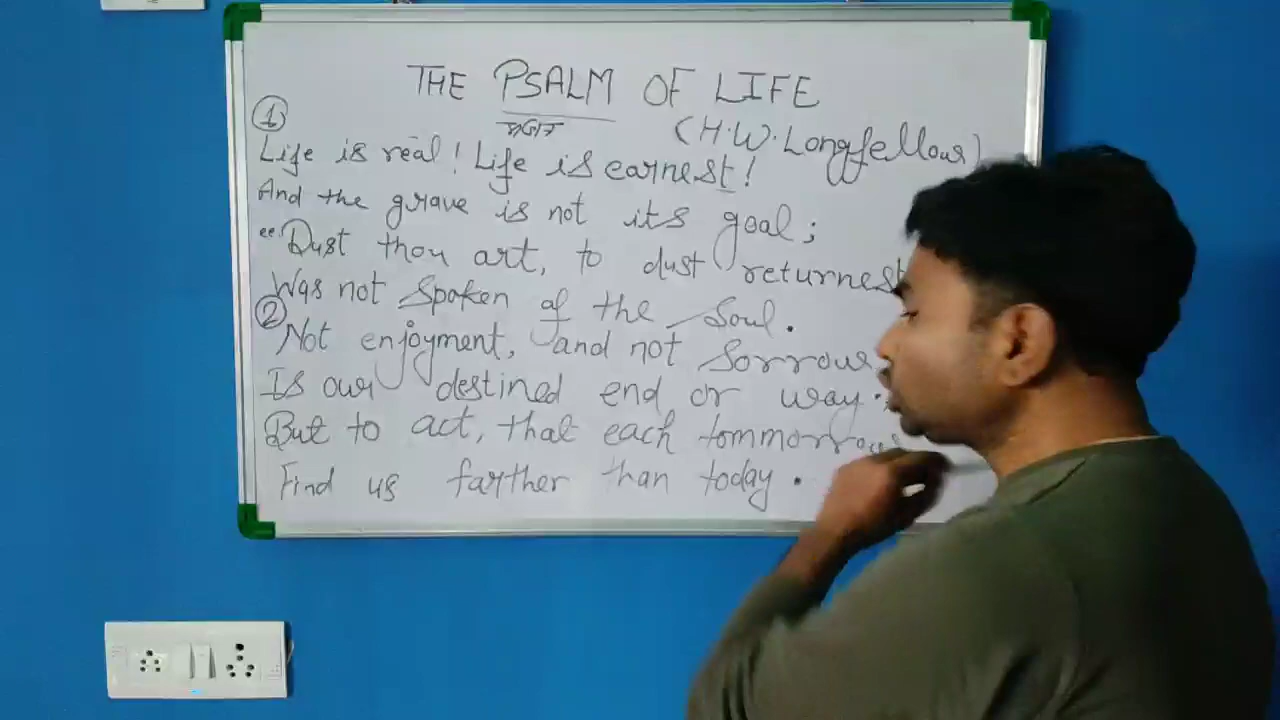 THE PSALM OF LIFE
भजन
(H.W. Longfellow)
①
Life is real! Life is earnest!
And the grave is not its goal;
"Dust thou art, to dust returnest
Was not spoken of the soul.
②
Not enjoyment, and not sorrow
Is our destined end or way.
But to act, that each tommorrow
Find us farther than today.